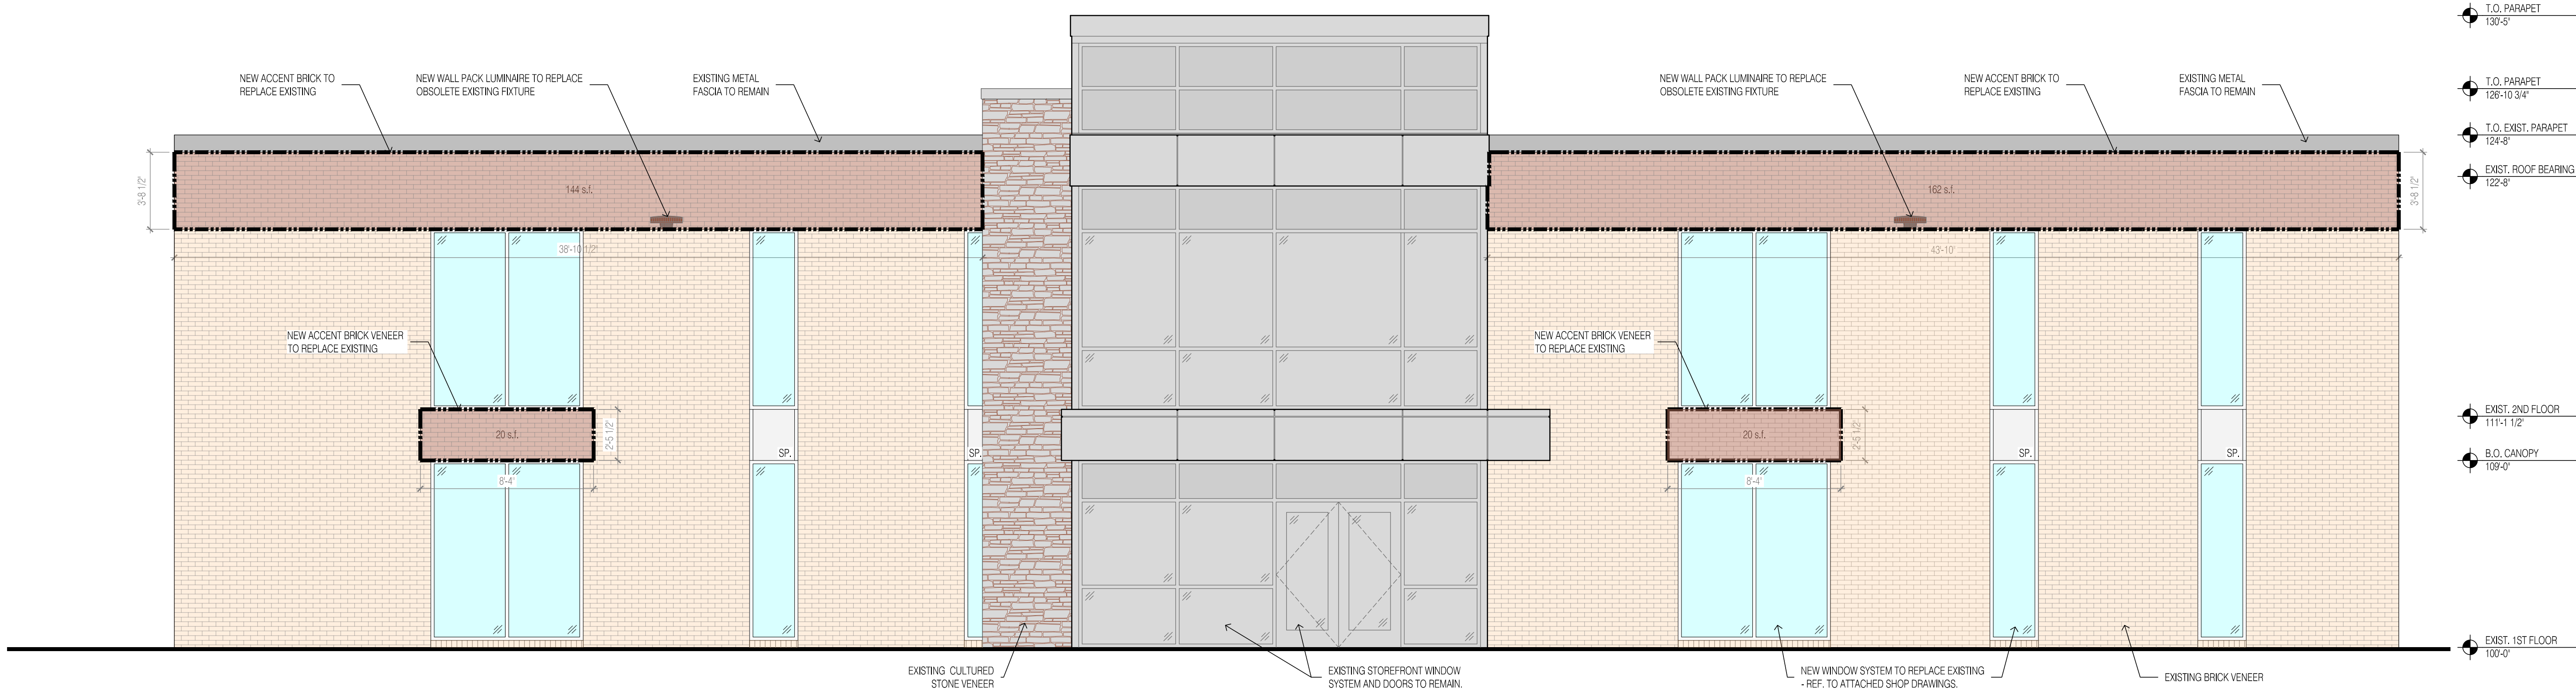 T.O. PARAPET
130'-5"
NEW ACCENT BRICK TO
REPLACE EXISTING
NEW WALL PACK LUMINAIRE TO REPLACE
OBSOLETE EXISTING FIXTURE
EXISTING METAL
FASCIA TO REMAIN
NEW WALL PACK LUMINAIRE TO REPLACE
OBSOLETE EXISTING FIXTURE
NEW ACCENT BRICK TO
REPLACE EXISTING
EXISTING METAL
FASCIA TO REMAIN
T.O. PARAPET
126'-10 3/4"
T.O. EXIST. PARAPET
124'-8"
EXIST. ROOF BEARING
122'-8"
3'-8 1/2"
144 s.f.
162 s.f.
3'-8 1/2"
38'-10 1/2"
43'-10"
NEW ACCENT BRICK VENEER
TO REPLACE EXISTING
NEW ACCENT BRICK VENEER
TO REPLACE EXISTING
EXIST. 2ND FLOOR
111'-1 1/2"
20 s.f.
2'-5 1/2"
SP.
SP.
20 s.f.
2'-5 1/2"
SP.
SP.
B.O. CANOPY
109'-0"
8'-4"
8'-4"
EXIST. 1ST FLOOR
100'-0"
EXISTING CULTURED
STONE VENEER
EXISTING STOREFRONT WINDOW
SYSTEM AND DOORS TO REMAIN.
NEW WINDOW SYSTEM TO REPLACE EXISTING
- REF. TO ATTACHED SHOP DRAWINGS.
EXISTING BRICK VENEER